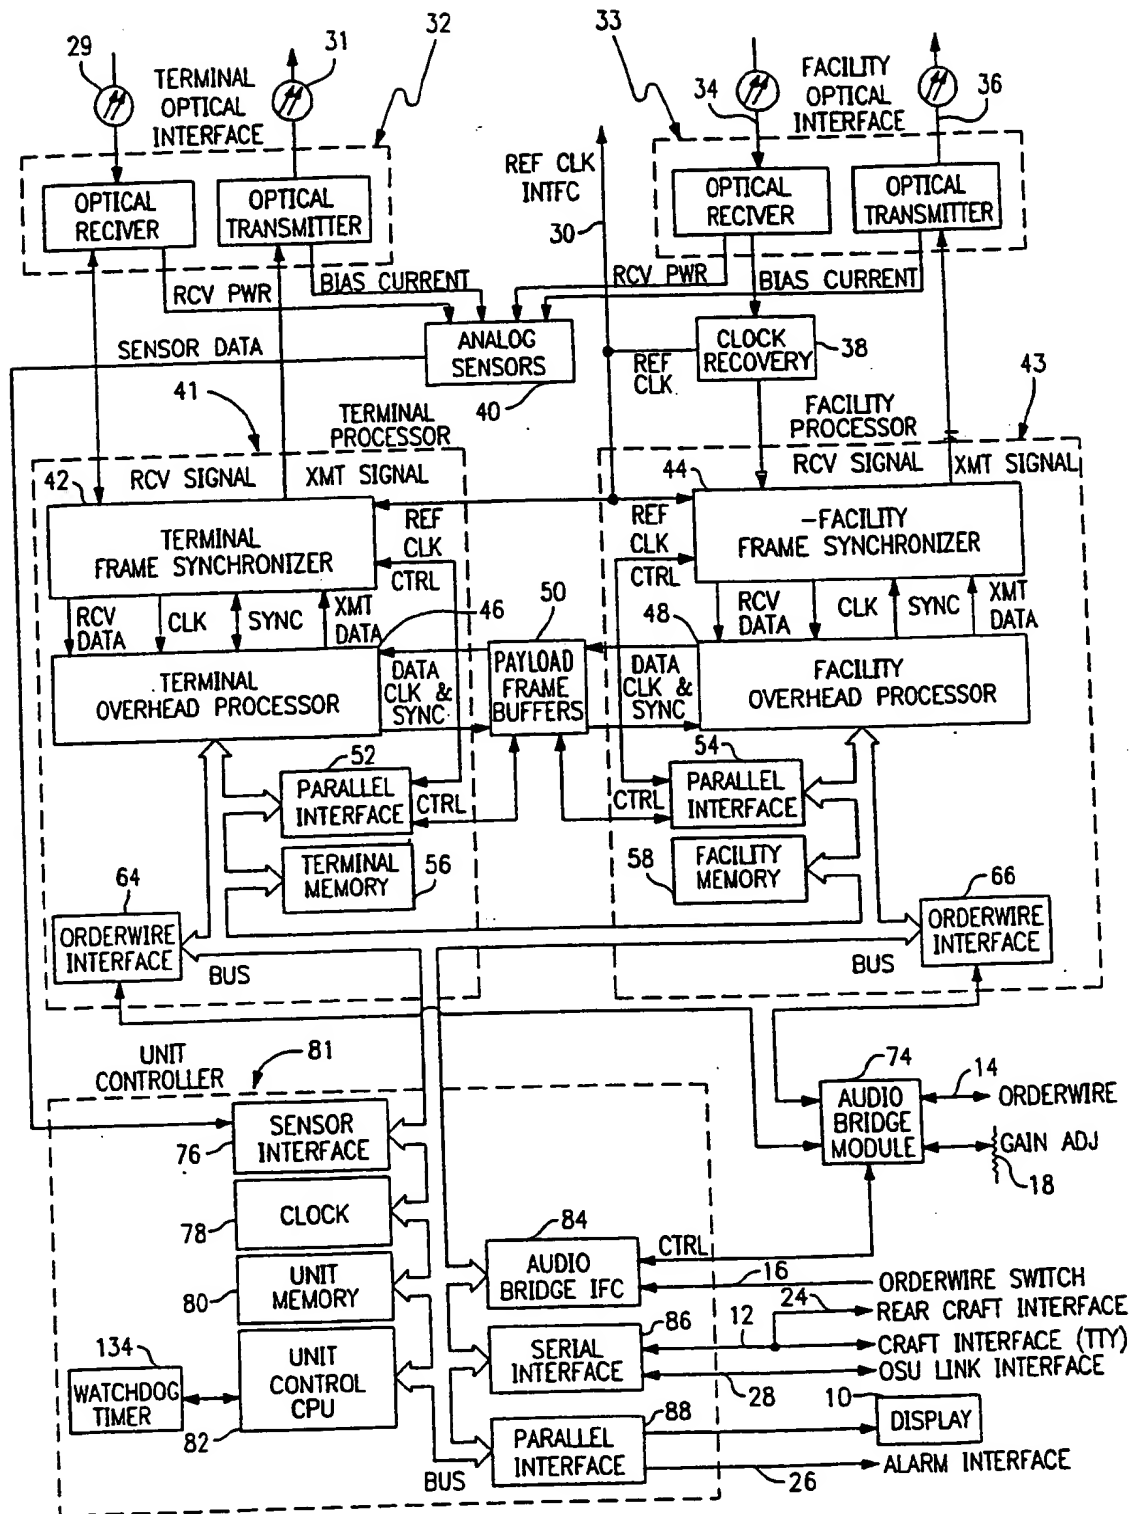 29
31
32
33
34
36
TERMINAL
OPTICAL
INTERFACE
FACILITY
OPTICAL
INTERFACE
REF CLK
INTFC
30
OPTICAL
RECIVER
OPTICAL
TRANSMITTER
OPTICAL
RECIVER
OPTICAL
TRANSMITTER
RCV PWR
BIAS CURRENT
RCV PWR
BIAS CURRENT
SENSOR DATA
ANALOG
SENSORS
40
REF
CLK
CLOCK
RECOVERY
38
41
TERMINAL
PROCESSOR
FACILITY
PROCESSOR
43
42
RCV SIGNAL
XMT SIGNAL
44
RCV SIGNAL
XMT SIGNAL
TERMINAL
FRAME SYNCHRONIZER
REF
CLK
CTRL
REF
CLK
CTRL
-FACILITY
FRAME SYNCHRONIZER
RCV
DATA
CLK
SYNC
XMT
DATA
46
50
48
RCV
DATA
CLK
SYNC
XMT
DATA
TERMINAL
OVERHEAD PROCESSOR
DATA
CLK &
SYNC
PAYLOAD
FRAME
BUFFERS
DATA
CLK &
SYNC
FACILITY
OVERHEAD PROCESSOR
52
PARALLEL
INTERFACE
CTRL
CTRL
54
PARALLEL
INTERFACE
TERMINAL
MEMORY
56
58
FACILITY
MEMORY
64
ORDERWIRE
INTERFACE
66
ORDERWIRE
INTERFACE
BUS
BUS
UNIT
CONTROLLER
81
74
AUDIO
BRIDGE
MODULE
14
ORDERWIRE
GAIN ADJ
18
SENSOR
INTERFACE
76
CLOCK
78
UNIT
MEMORY
80
84
AUDIO
BRIDGE IFC
CTRL
16
ORDERWIRE SWITCH
24
REAR CRAFT INTERFACE
86
SERIAL
INTERFACE
12
CRAFT INTERFACE (TTY)
OSU LINK INTERFACE
28
134
WATCHDOG
TIMER
UNIT
CONTROL
CPU
82
88
PARALLEL
INTERFACE
BUS
10
DISPLAY
ALARM INTERFACE
26